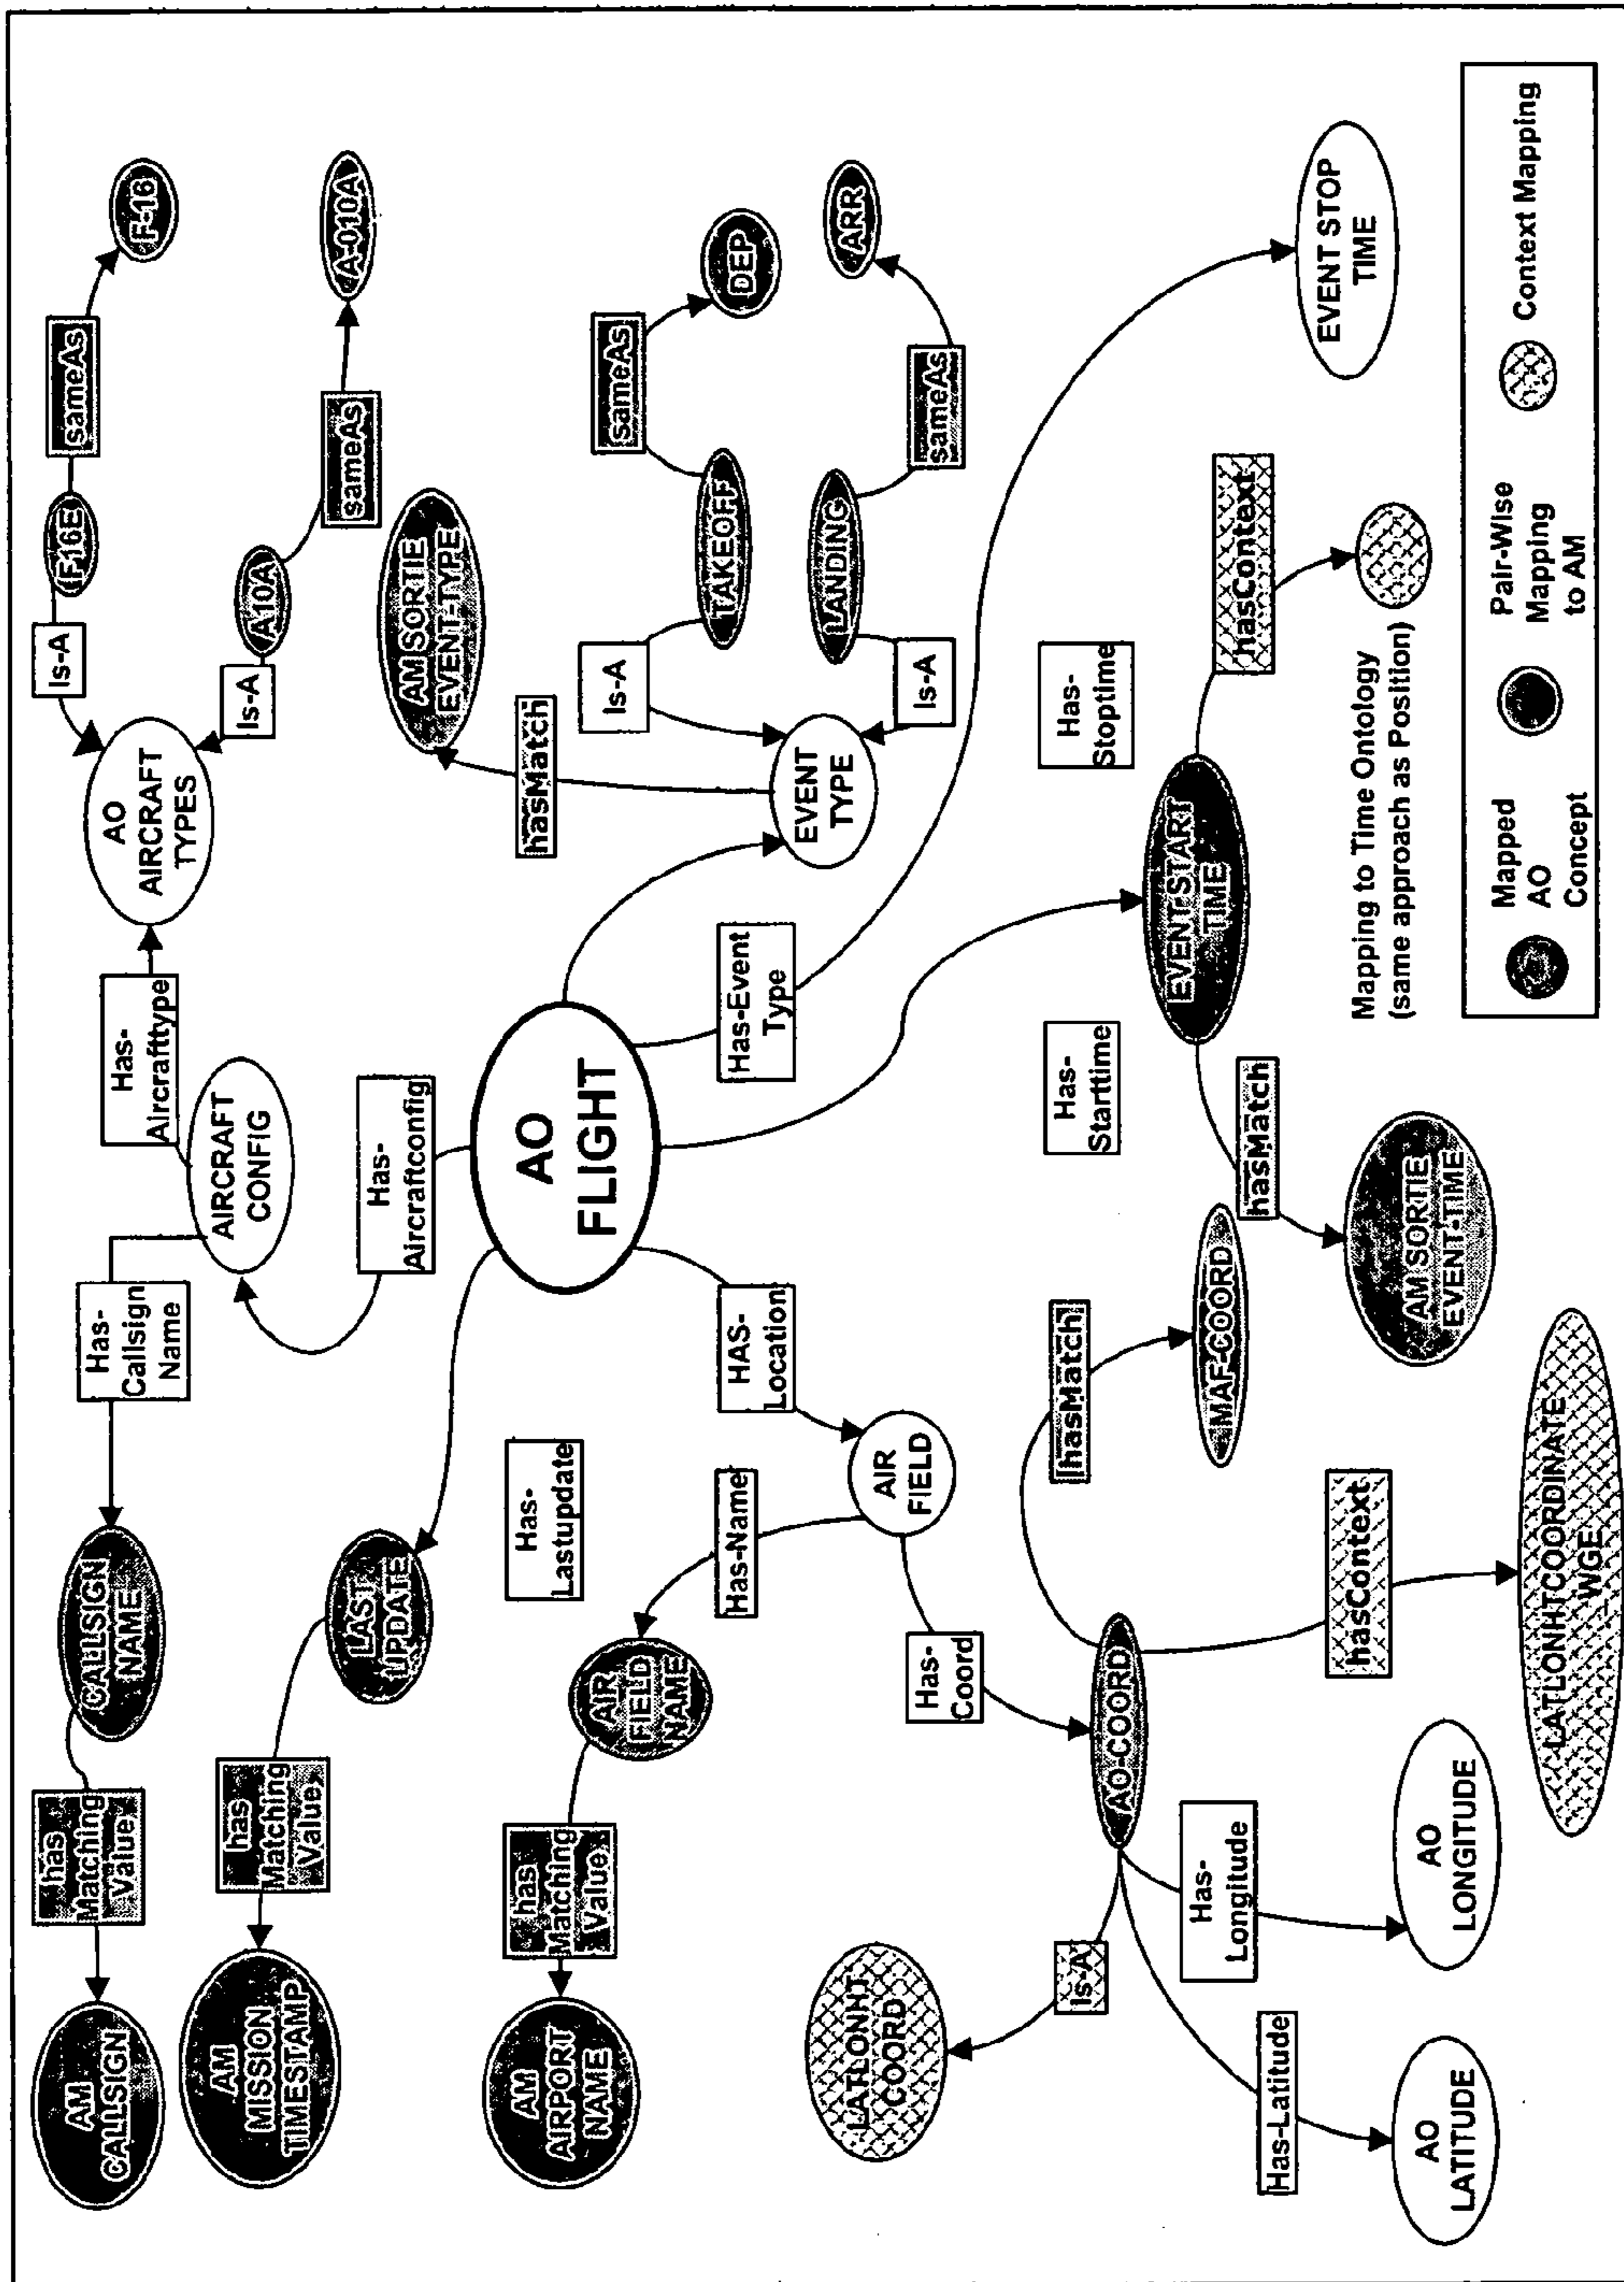 AM
CALLSIGN
has
Matching
Value
CALLSIGN
NAME
Has-
Callsign
Name
AIRCRAFT
CONFIG
Has-
Aircrafttype
AO
AIRCRAFT
TYPES
Is-A
F16E
sameAs
F-16
Is-A
A10A
sameAs
A-010A
AM
MISSION
TIMESTAMP
has
Matching
Value
LAST
UPDATE
Has-
Lastupdate
Has-
Aircraftconfig
AO
FLIGHT
hasMatch
AM SORTIE
EVENT-TYPE
EVENT
TYPE
Is-A
TAKEOFF
sameAs
DEP
Is-A
LANDING
sameAs
ARR
Has-Event
Type
AM
AIRPORT
NAME
has
Matching
Value
AIR
FIELD
NAME
Has-Name
HAS-
Location
AIR
FIELD
Has-
Coord
LATLONHT
COORD
Is-A
AO-COORD
hasMatch
MAF-COORD
Has-
Starttime
Has-
Stoptime
EVENT START
TIME
EVENT STOP
TIME
Has-Latitude
AO
LATITUDE
Has-
Longitude
AO
LONGITUDE
hasContext
LATLONHTCOORDINATE
WGE
hasMatch
AM SORTIE
EVENT-TIME
hasContext
Mapping to Time Ontology
(same approach as Position)
Mapped
AO
Concept
Pair-Wise
Mapping
to AM
Context Mapping